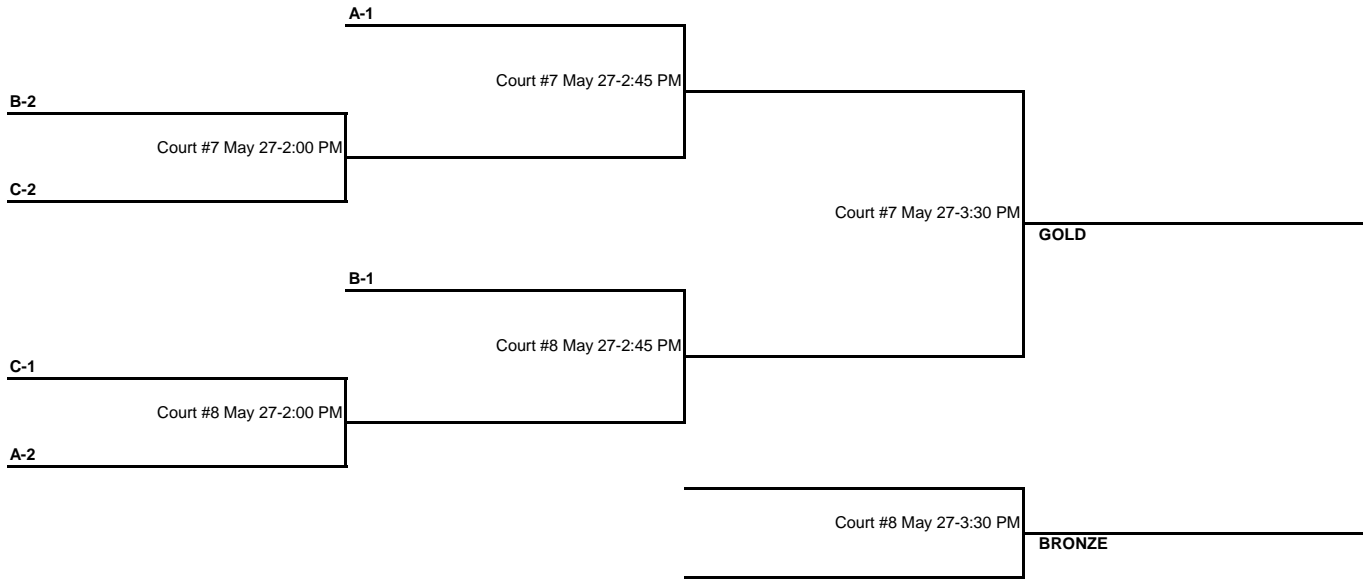 A-1
Court #7 May 27-2:45 PM
B-2
Court #7 May 27-2:00 PM
C-2
Court #7 May 27-3:30 PM
GOLD
B-1
Court #8 May 27-2:45 PM
C-1
Court #8 May 27-2:00 PM
A-2
Court #8 May 27-3:30 PM
BRONZE